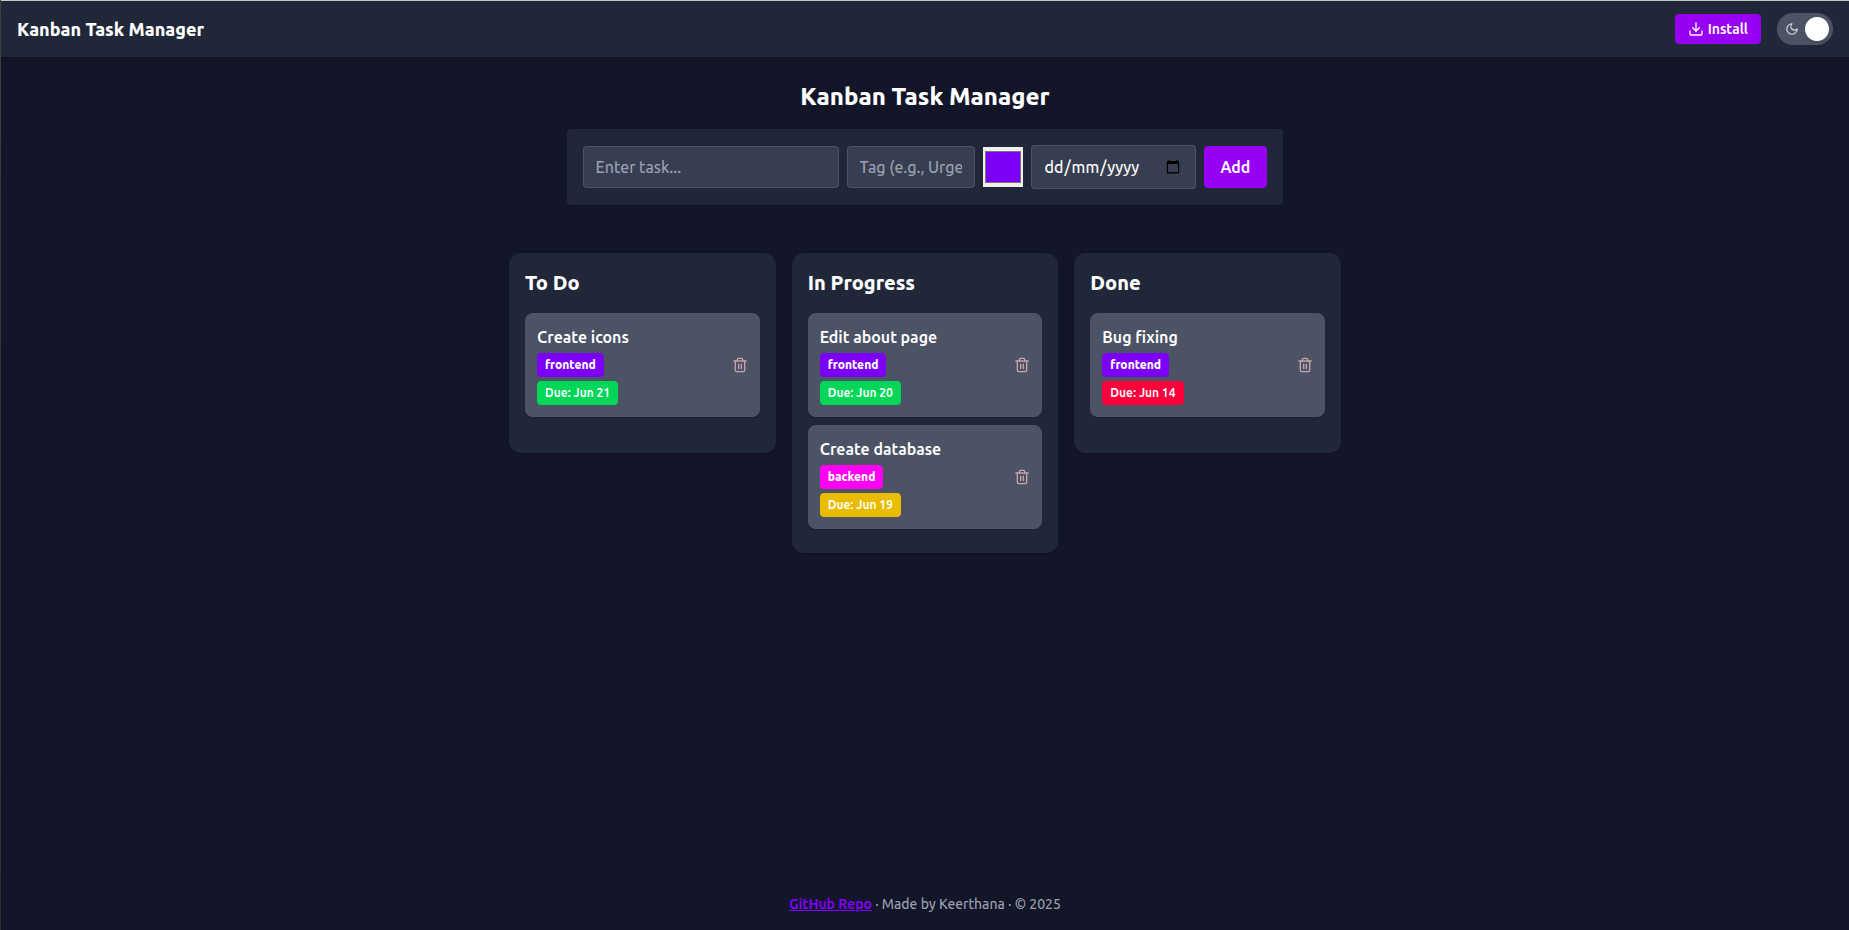 Kanban Task Manager
Install
Kanban Task Manager
Enter task...
Tag (e.g., Urge
dd/mm/yyyy
Add
To Do
Create icons
frontend
Due: Jun 21
In Progress
Edit about page
frontend
Due: Jun 20
Create database
backend
Due: Jun 19
Done
Bug fixing
frontend
Due: Jun 14
GitHub Repo · Made by Keerthana · © 2025